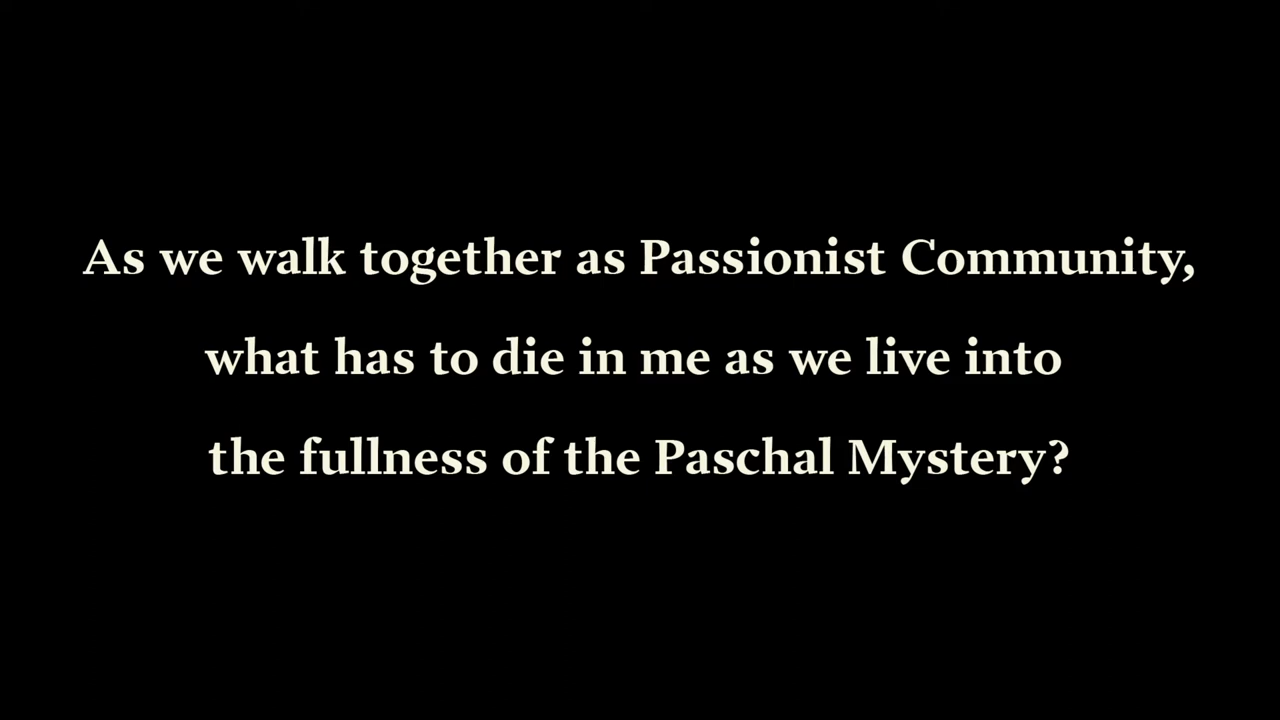 As we walk together as Passionist Community,
what has to die in me as we live into
the fullness of the Paschal Mystery?